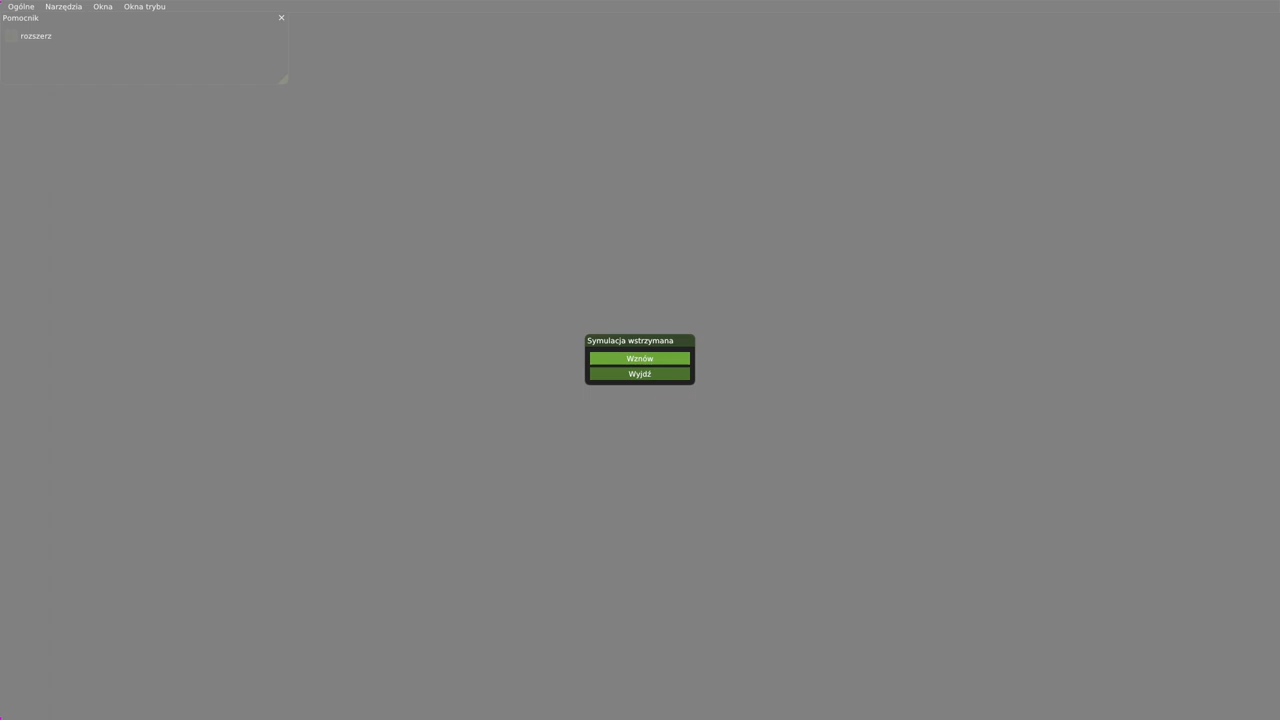 Ogólne Narzędzia Okna Okna trybu
Pomocnik
rozszerz
Symulacja wstrzymana
Wznów
Wyjdź